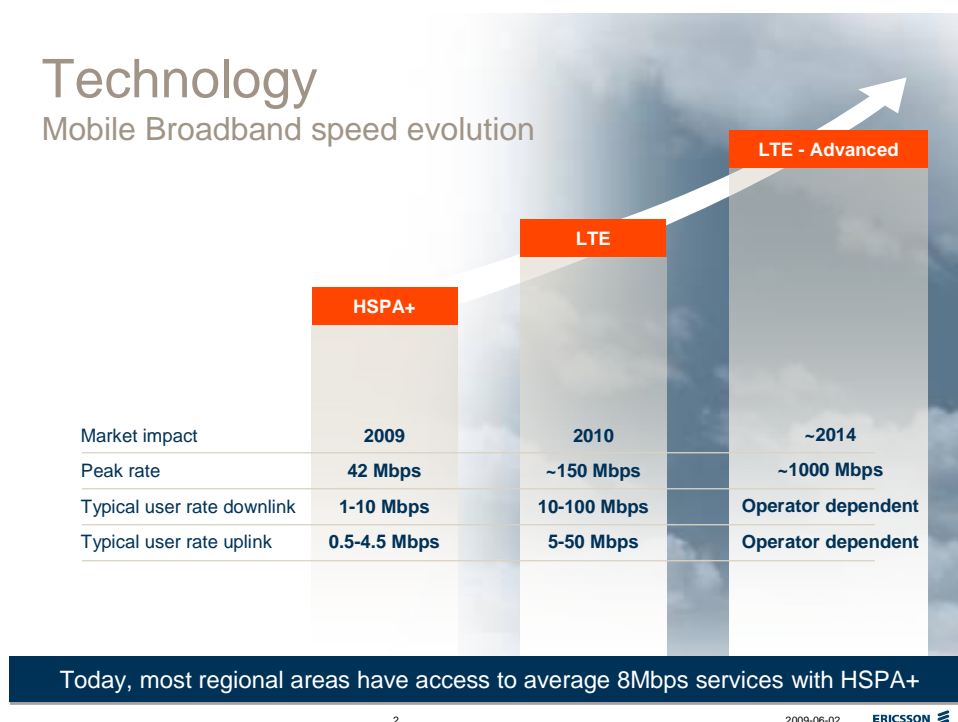 Technology
Mobile Broadband speed evolution
LTE - Advanced
LTE
HSPA+
Market impact 2009 2010 ~2014
Peak rate 42 Mbps ~150 Mbps ~1000 Mbps
Typical user rate downlink 1-10 Mbps 10-100 Mbps Operator dependent
Typical user rate uplink 0.5-4.5 Mbps 5-50 Mbps Operator dependent
Today, most regional areas have access to average 8Mbps services with HSPA+
2 2009-06-02 ERICSSON